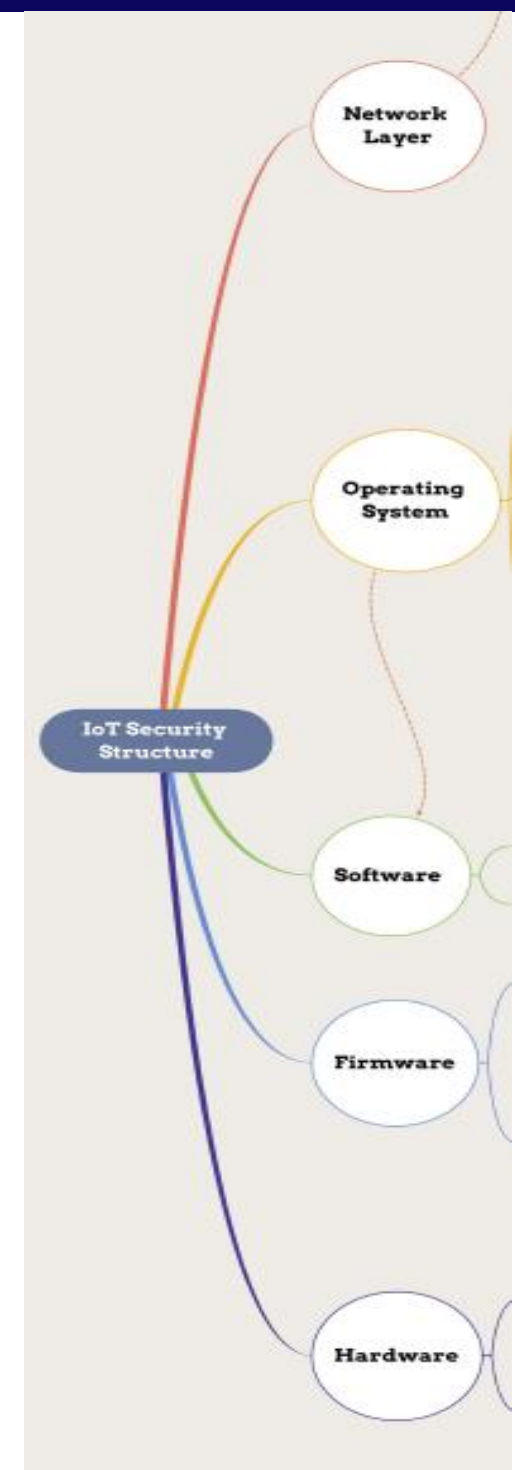 Network
Layer
Operating
System
IoT Security
Structure
Software
Firmware
Hardware